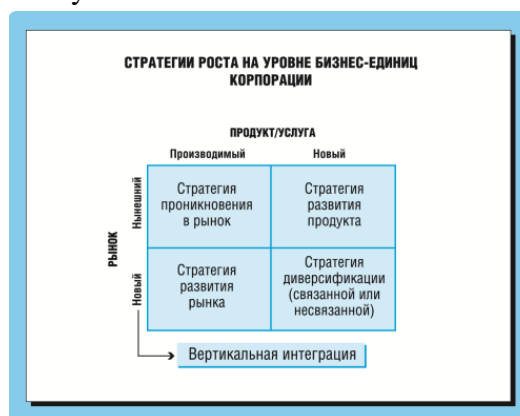 СТРАТЕГИИ РОСТА НА УРОВНЕ БИЗНЕС-ЕДИНИЦ
КОРПОРАЦИИ
ПРОДУКТ/УСЛУГА
Производимый
Новый
РЫНОК
Нынешний
Стратегия
проникновения
в рынок
Стратегия
развития
продукта
Новый
Стратегия
развития
рынка
Стратегия
диверсификации
(связанной или
несвязанной)
Вертикальная интеграция